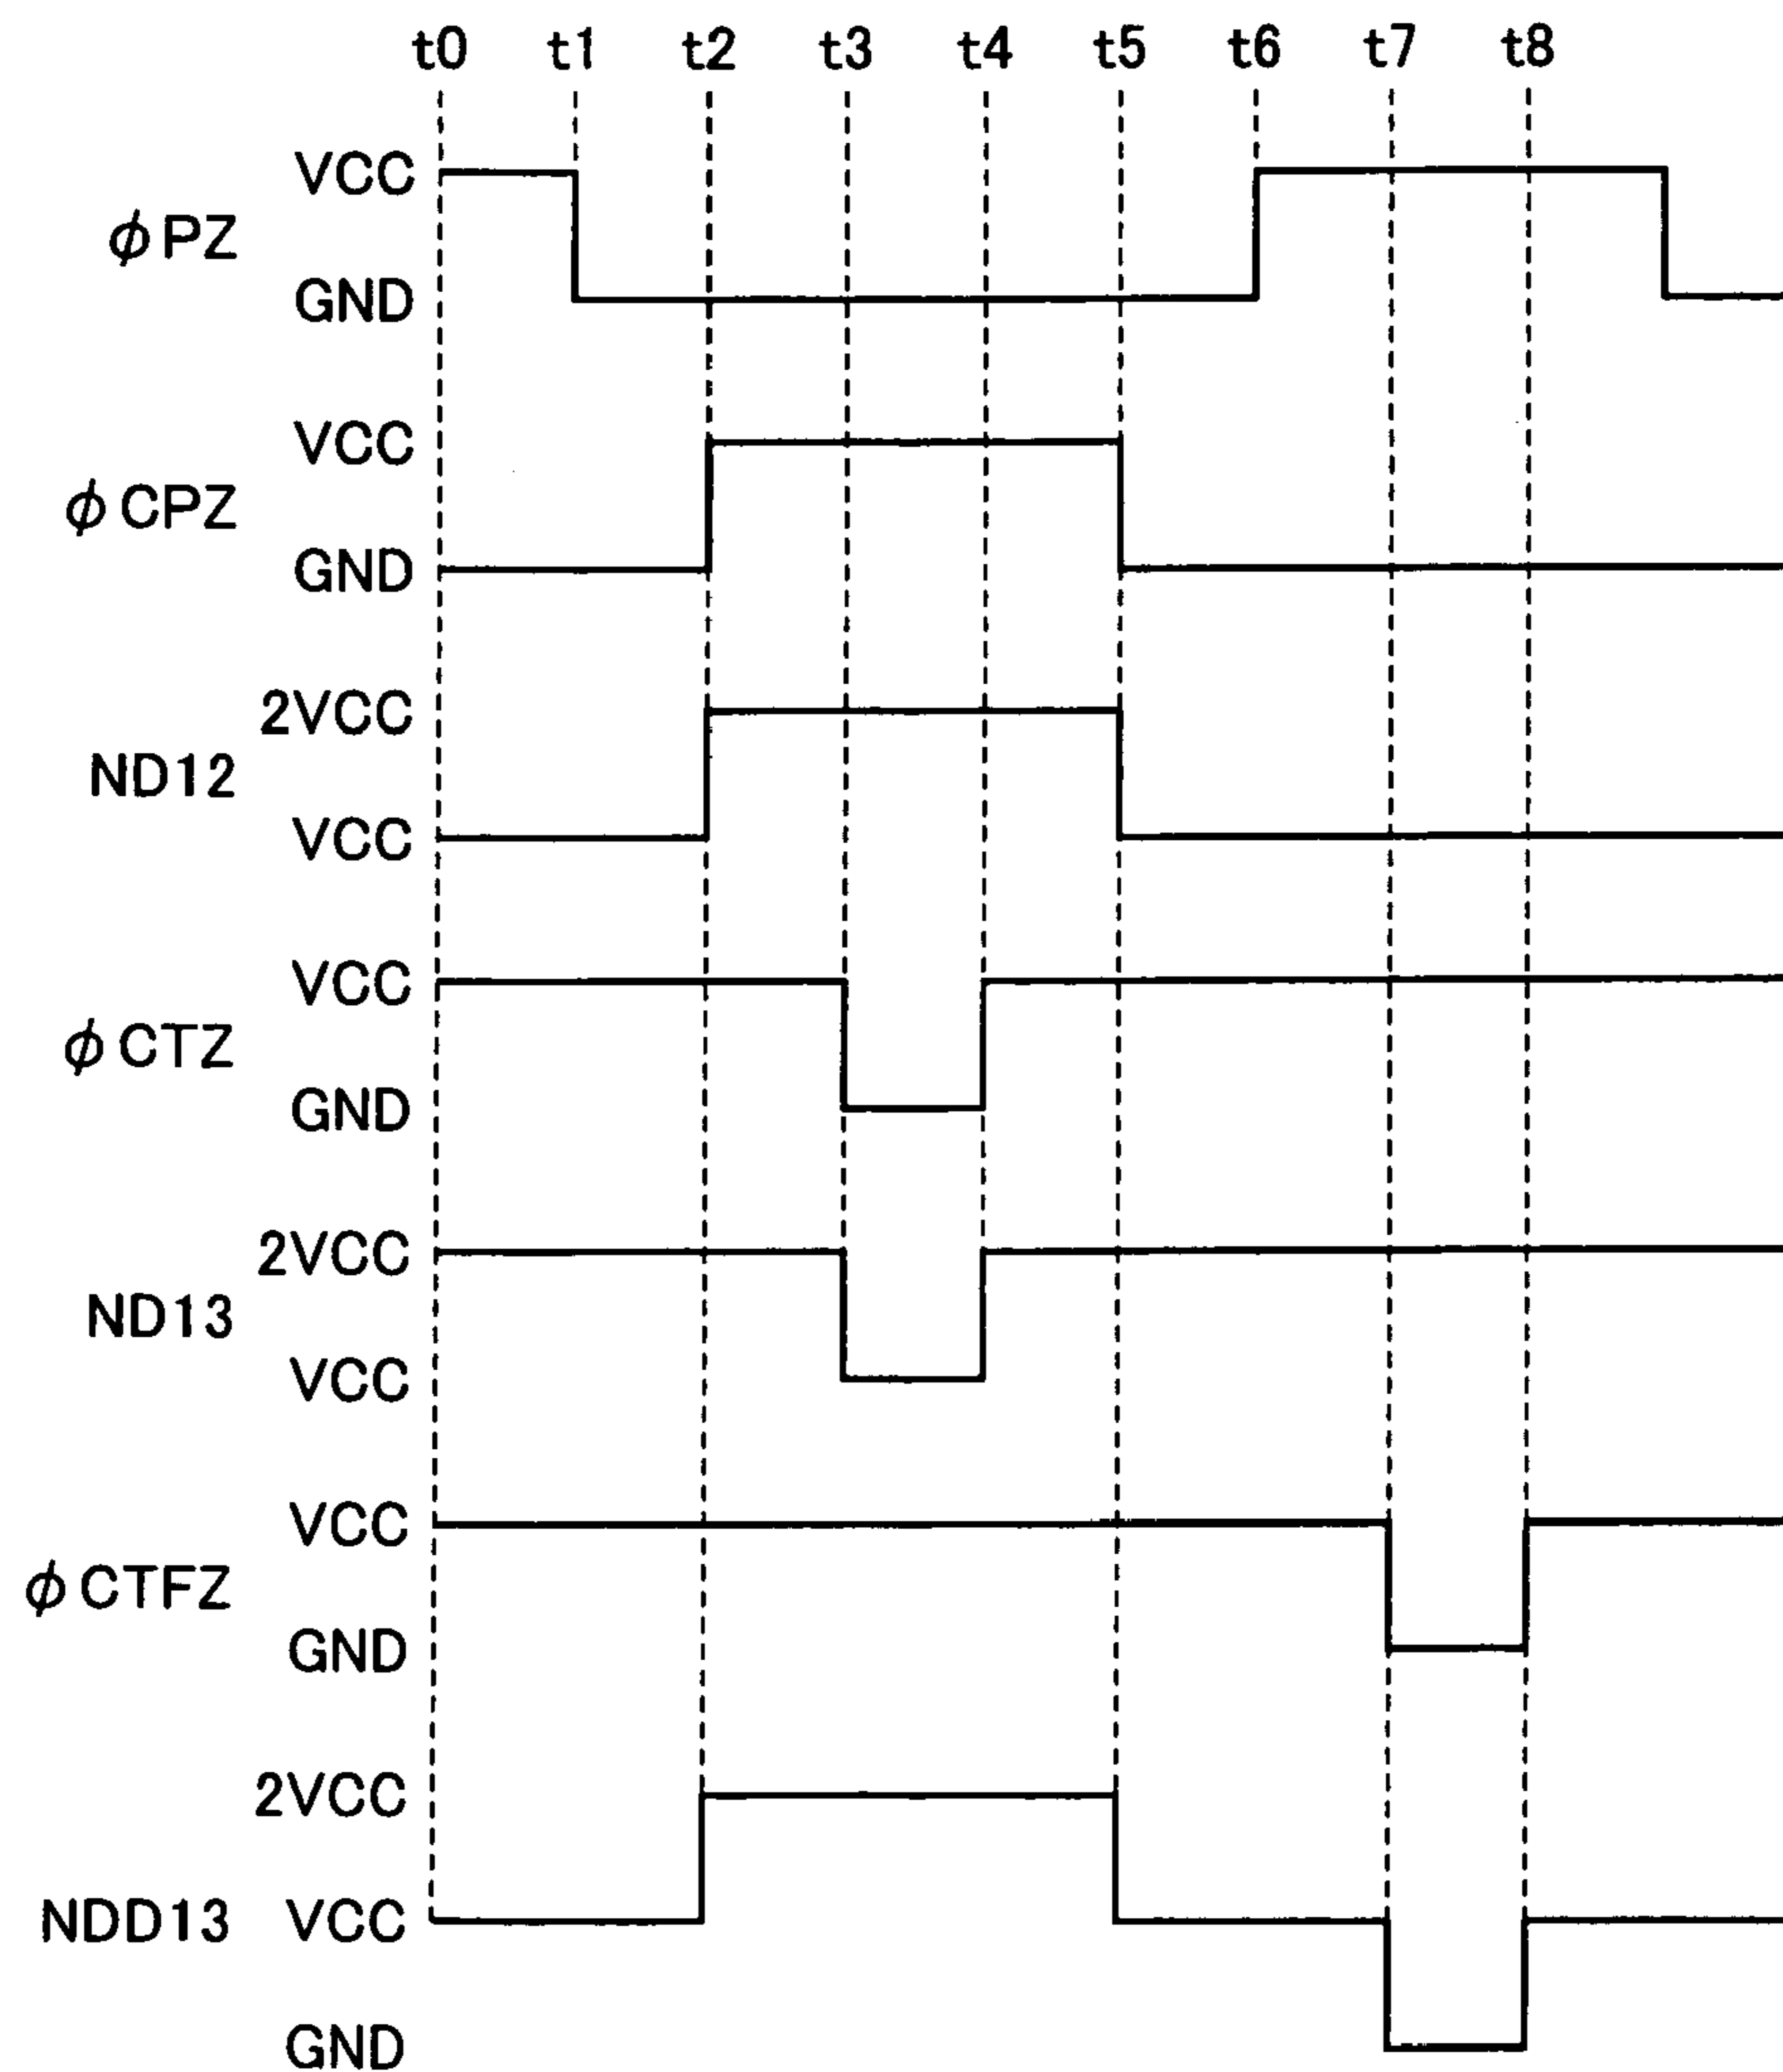 t0 t1 t2 t3 t4 t5 t6 t7 t8
VCC
φPZ
GND
VCC
φCPZ
GND
2VCC
ND12
VCC
VCC
φCTZ
GND
2VCC
ND13
VCC
VCC
φCTFZ
GND
2VCC
NDD13 VCC
GND